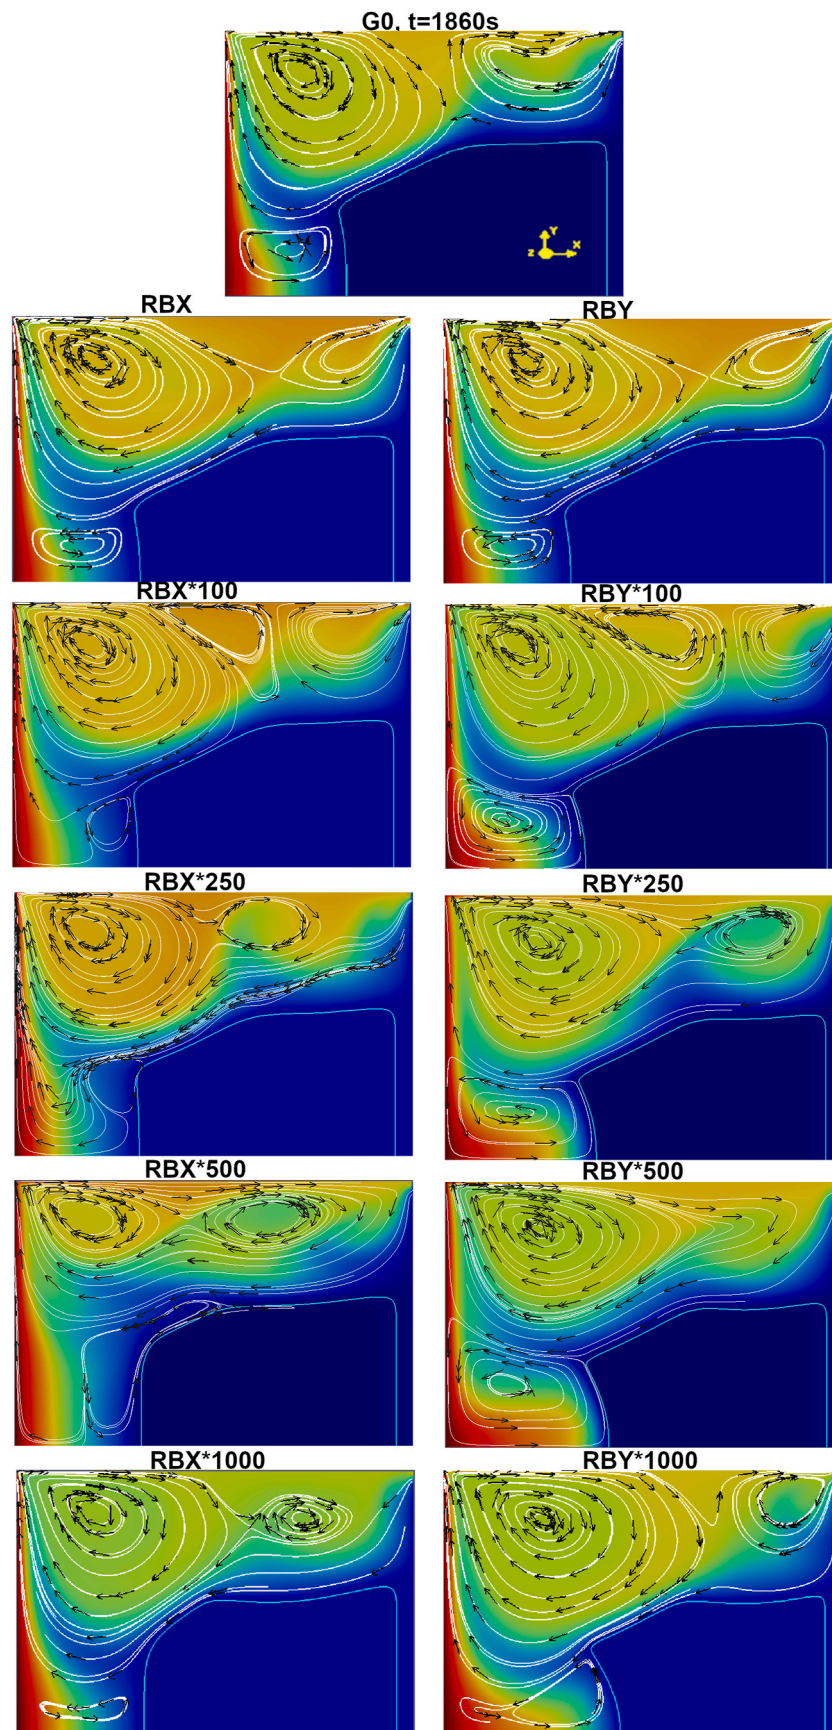 G0, t=1860s
Y
Z X
RBX RBY
RBX*100 RBY*100
RBX*250 RBY*250
RBX*500 RBY*500
RBX*1000 RBY*1000